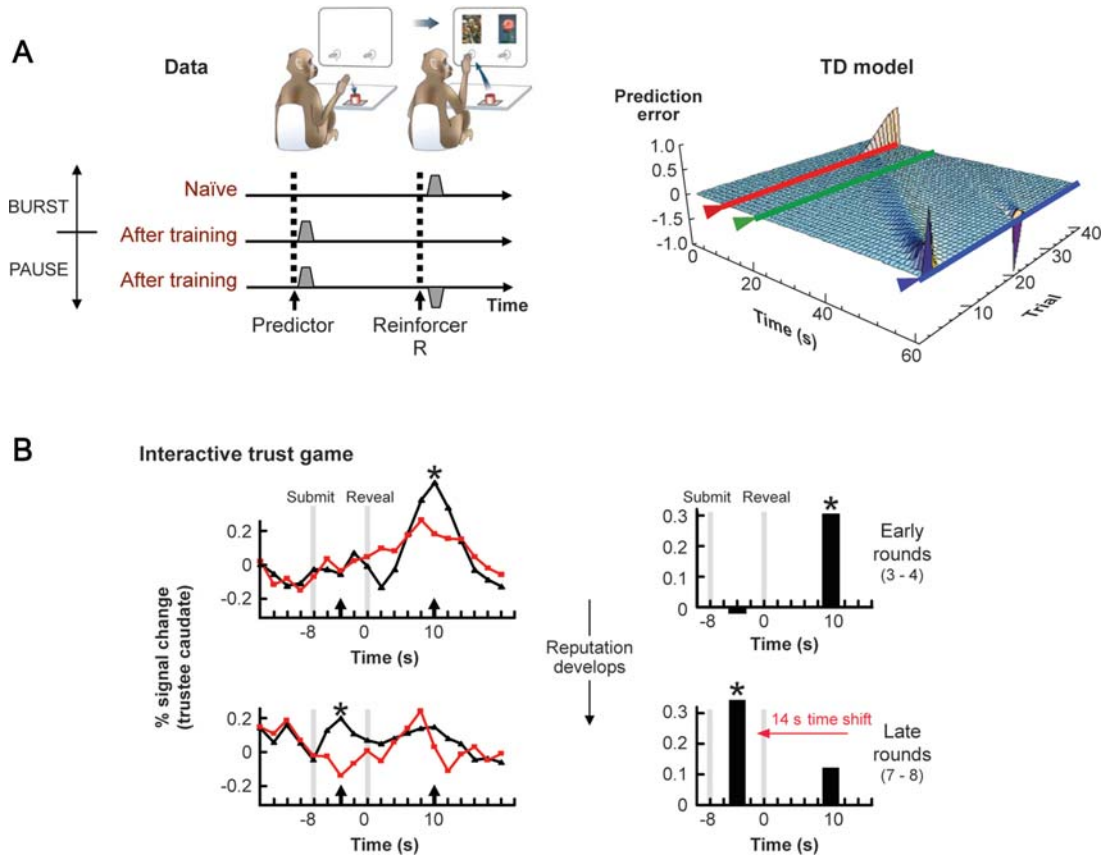 A
Data
Naïve
BURST
After training
PAUSE
After training
Time
Predictor
Reinforcer
R
TD model
Prediction
error
1.0
0.5
0
-1.5
-1.0
0
20
40
60
Time (s)
10
20
30
40
Trial
B
Interactive trust game
% signal change
(trustee caudate)
*
Submit
Reveal
0.2
0
-0.2
-8
0
10
Time (s)
*
0.2
0
-0.2
-8
0
10
Time (s)
Reputation
develops
Submit
Reveal
*
0.3
0.2
0.1
0
-8
0
10
Time (s)
Early
rounds
(3 - 4)
*
0.3
0.2
0.1
0
14 s time shift
-8
0
10
Time (s)
Late
rounds
(7 - 8)